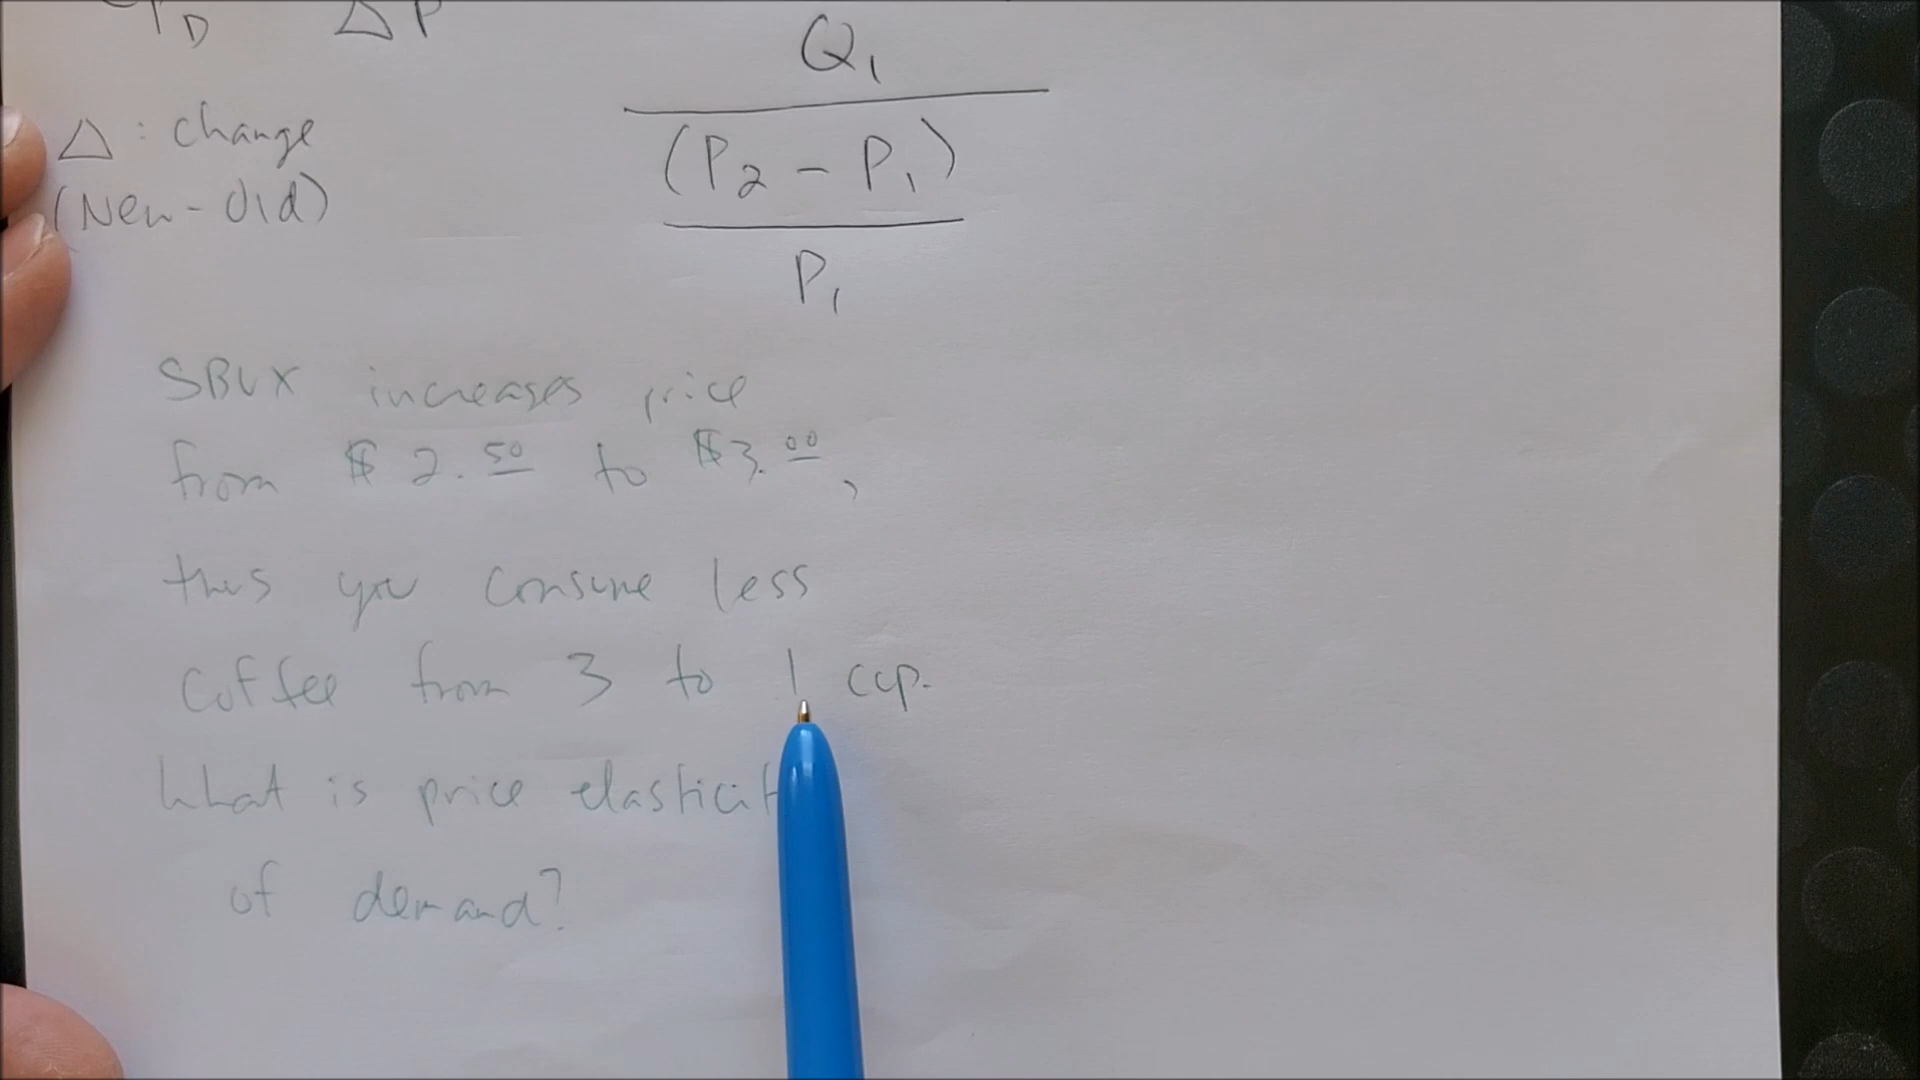 D ΔP
Q1
Δ : change
(P2 - P1)
(New - Old)
P1
SBUX increases price
from $ 2.50 to $3.00,
thus you consume less
coffee from 3 to 1 cup.
What is price
of demand?